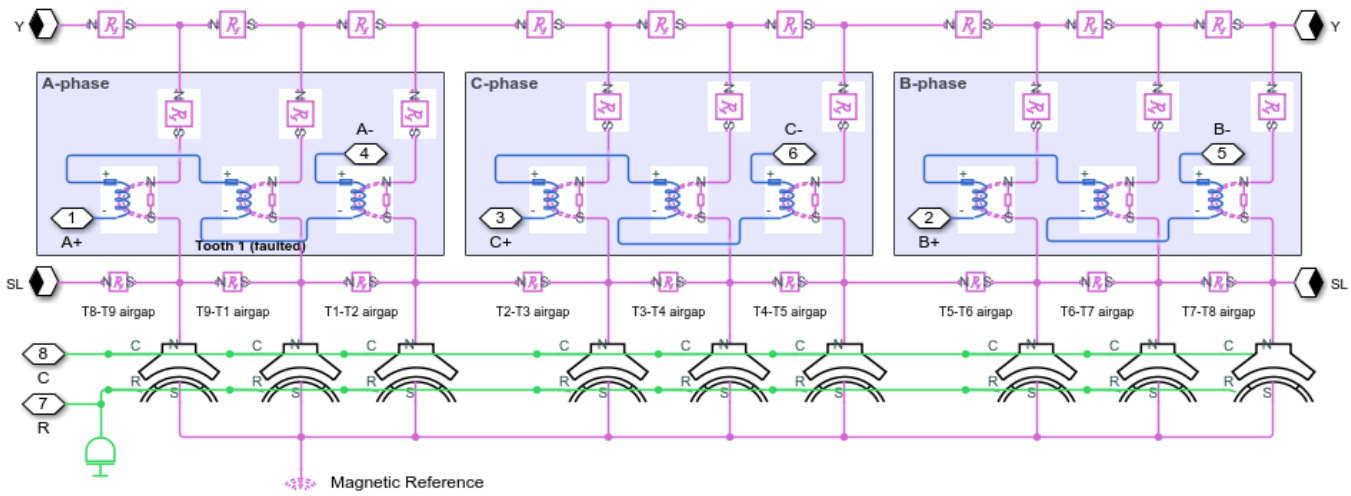 Y N S N S N S N S N S N S N S N S N S Y
A-phase C-phase B-phase
N N N N N N N N N
S S S S S S S S S
A- C- B-
4 6 5
+ N + N + N + N + N + N + N + N + N
1 - S - S - S 3 - S - S - S 2 - S - S - S
A+ Tooth 1 (faulted) C+ B+
SL N S N S N S N S N S N S N S N S N S SL
T8-T9 airgap T9-T1 airgap T1-T2 airgap T2-T3 airgap T3-T4 airgap T4-T5 airgap T5-T6 airgap T6-T7 airgap T7-T8 airgap
8 C N C N C N C N C N C N C N C N C N
C R S R S R S R S R S R S R S R S R S
7
R
Magnetic Reference